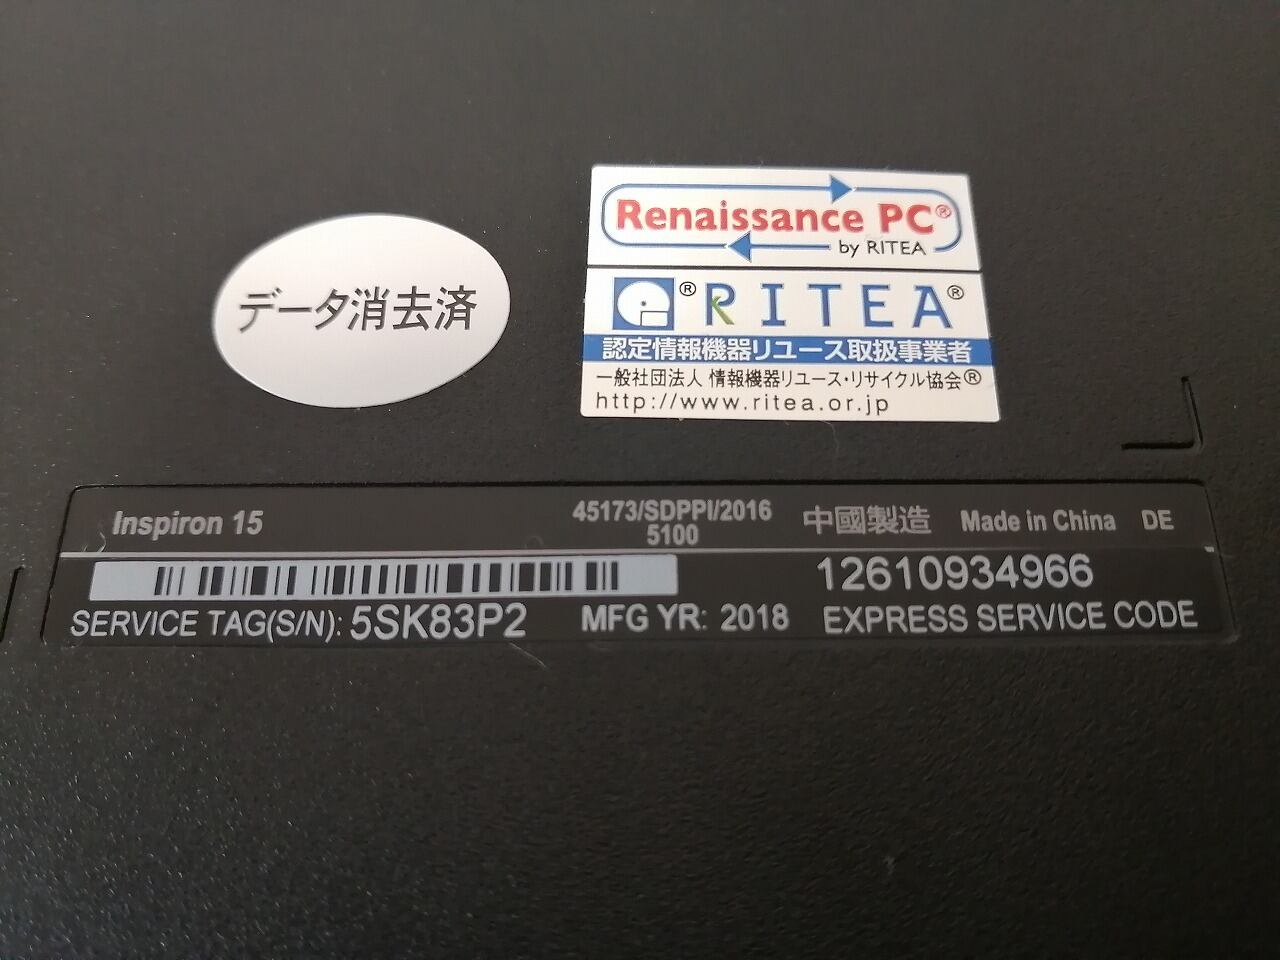 データ消去済
Renaissance PC®
by RITEA
® RITEA®
認定情報機器リユース取扱事業者
一般社団法人 情報機器リユース・リサイクル協会®
http://www.ritea.or.jp
Inspiron 15 45173/SDPPI/2016 中國製造 Made in China DE
5100
12610934966
SERVICE TAG(S/N): 5SK83P2 MFG YR: 2018 EXPRESS SERVICE CODE